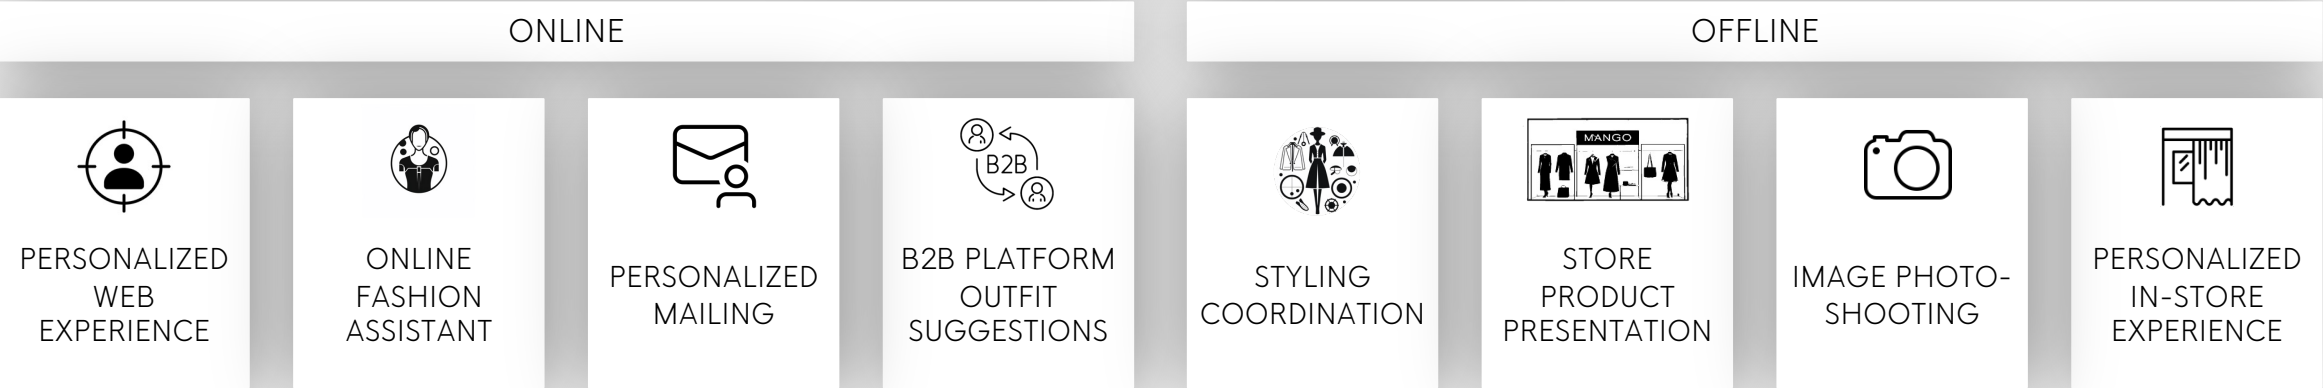 ONLINE
OFFLINE
PERSONALIZED
WEB
EXPERIENCE
ONLINE
FASHION
ASSISTANT
PERSONALIZED
MAILING
B2B
B2B PLATFORM
OUTFIT
SUGGESTIONS
STYLING
COORDINATION
MANGO
STORE
PRODUCT
PRESENTATION
IMAGE PHOTO-
SHOOTING
PERSONALIZED
IN-STORE
EXPERIENCE